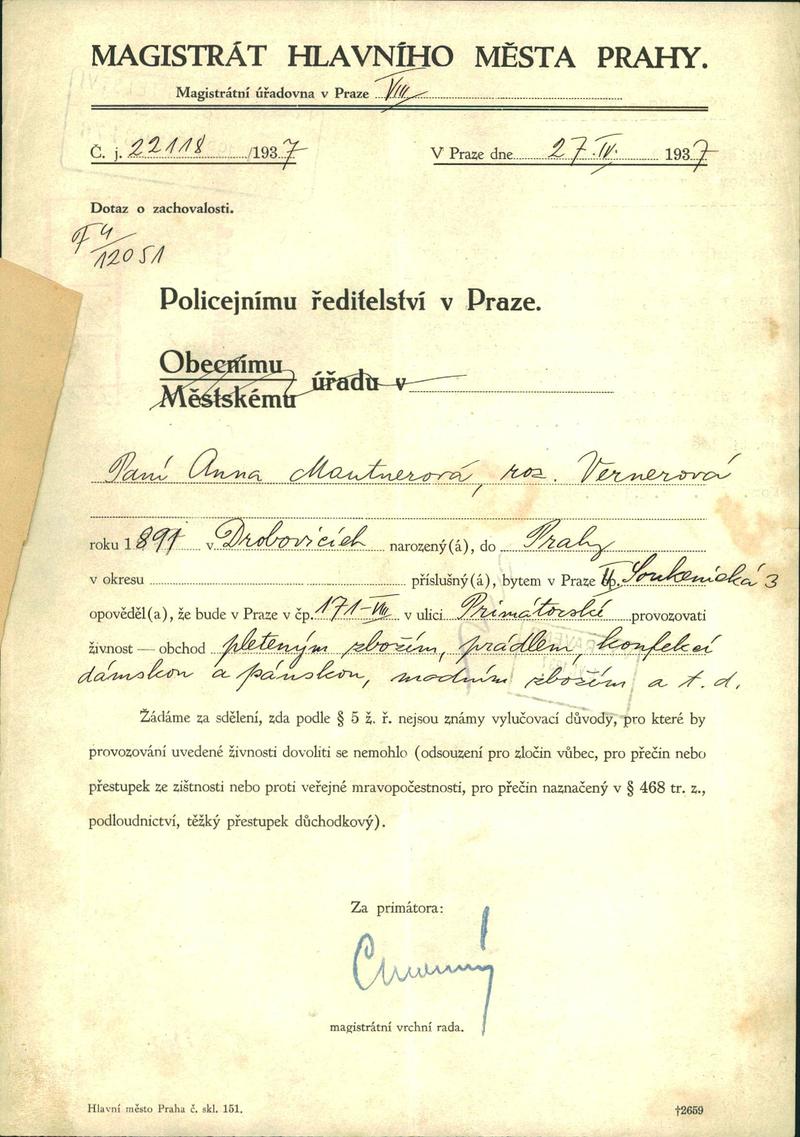 MAGISTRÁT HLAVNÍHO MĚSTA PRAHY.
Magistrátní úřadovna v Praze VIII
Č. j. 22118 /1937 V Praze dne 27.IV. 1937
Dotaz o zachovalosti.
F 4/12051
Policejnímu ředitelství v Praze.
Obecnímu
Městskému úřadu v
Paní Anna Mautnerová, roz. Vernerová
roku 1891 v Drobovicích narozený(á), do Prahy
v okresu příslušný(á), bytem v Praze II. Soukenická 3
opověděl(a), že bude v Praze v čp. 171-VIII v ulici Primátorské provozovati
živnost — obchod pleteným zbožím, prádlem, konfekcí
dámskou a pánskou, modním zbožím a t. d.
Žádáme za sdělení, zda podle § 5 ž. ř. nejsou známy vylučovací důvody, pro které by
provozování uvedené živnosti dovoliti se nemohlo (odsouzení pro zločin vůbec, pro přečin nebo
přestupek ze zištnosti nebo proti veřejné mravopočestnosti, pro přečin naznačený v § 468 tr. z.,
podloudnictví, těžký přestupek důchodkový).
Za primátora:
magistrátní vrchní rada.
Hlavní město Praha č. skl. 151. †2659